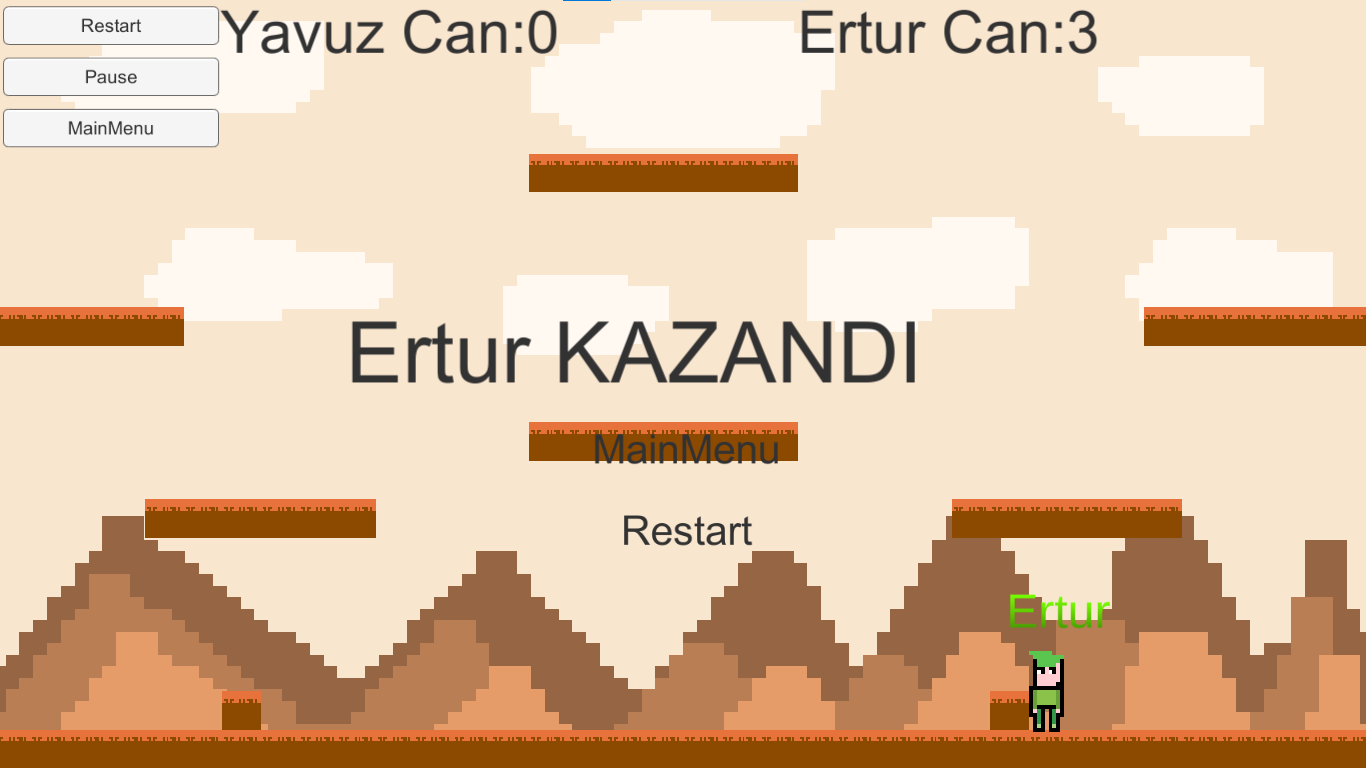 Restart
Yavuz Can:0
Ertur Can:3
Pause
MainMenu
Ertur KAZANDI
MainMenu
Restart
Ertur